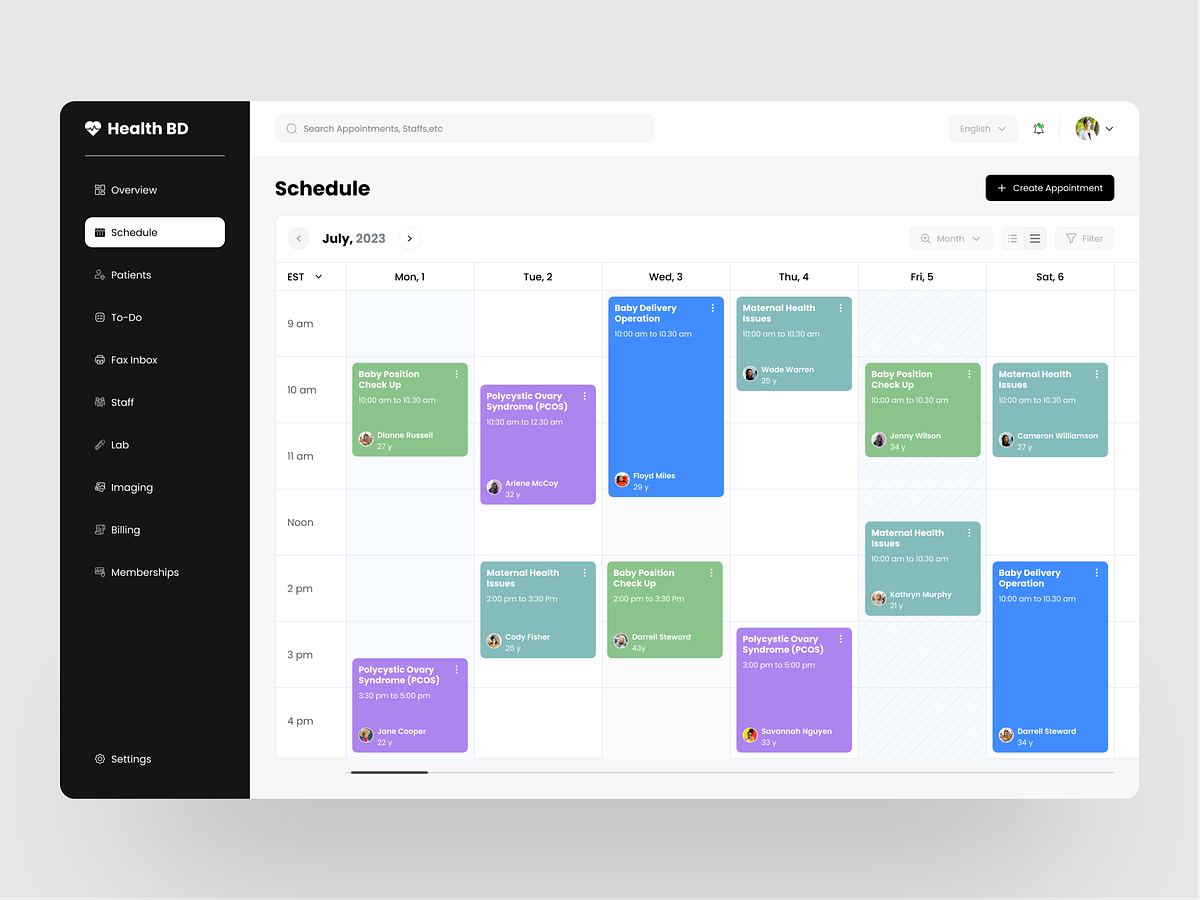 Health BD
Search Appointments, Staffs,etc
English
Overview
Schedule
Patients
To-Do
Fax Inbox
Staff
Lab
Imaging
Billing
Memberships
Settings
Schedule
+ Create Appointment
July, 2023
Month
Filter
EST
Mon, 1
Tue, 2
Wed, 3
Thu, 4
Fri, 5
Sat, 6
9 am
10 am
11 am
Noon
2 pm
3 pm
4 pm
Baby Position
Check Up
10:00 am to 10.30 am
Dianne Russell
27 y
Polycystic Ovary
Syndrome (PCOS)
3:30 pm to 5:00 pm
Jane Cooper
22 y
Polycystic Ovary
Syndrome (PCOS)
10:30 am to 12.30 am
Arlene McCoy
32 y
Maternal Health
Issues
2:00 pm to 3:30 Pm
Cody Fisher
26 y
Baby Delivery
Operation
10:00 am to 10.30 am
Floyd Miles
29 y
Baby Position
Check Up
2:00 pm to 3:30 Pm
Darrell Steward
43y
Maternal Health
Issues
10:00 am to 10.30 am
Wade Warren
25 y
Polycystic Ovary
Syndrome (PCOS)
3:00 pm to 5:00 pm
Savannah Nguyen
33 y
Baby Position
Check Up
10:00 am to 10.30 am
Jenny Wilson
34 y
Maternal Health
Issues
10:00 am to 10.30 am
Kathryn Murphy
21 y
Maternal Health
Issues
10:00 am to 10.30 am
Cameron Williamson
27 y
Baby Delivery
Operation
10:00 am to 10.30 am
Darrell Steward
34 y